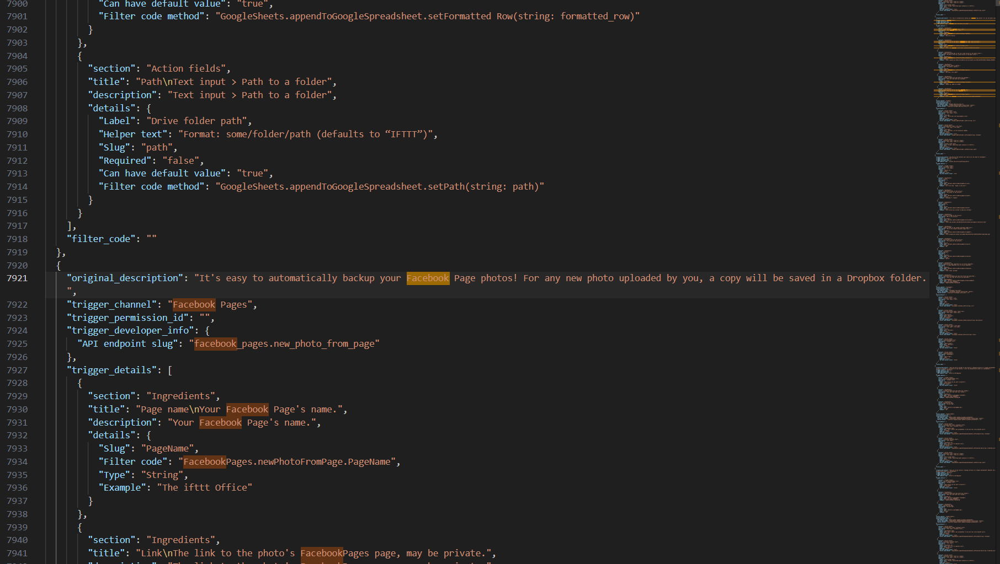 7900 "Can have default value": "true",
7901 "Filter code method": "GoogleSheets.appendToGoogleSpreadsheet.setFormatted Row(string: formatted_row)"
7902 }
7903 },
7904 {
7905 "section": "Action fields",
7906 "title": "Path\nText input > Path to a folder",
7907 "description": "Text input > Path to a folder",
7908 "details": {
7909 "Label": "Drive folder path",
7910 "Helper text": "Format: some/folder/path (defaults to “IFTTT”)",
7911 "Slug": "path",
7912 "Required": "false",
7913 "Can have default value": "true",
7914 "Filter code method": "GoogleSheets.appendToGoogleSpreadsheet.setPath(string: path)"
7915 }
7916 }
7917 ],
7918 "filter_code": ""
7919 },
7920 {
7921 "original_description": "It's easy to automatically backup your Facebook Page photos! For any new photo uploaded by you, a copy will be saved in a Dropbox folder.
",
7922 "trigger_channel": "Facebook Pages",
7923 "trigger_permission_id": "",
7924 "trigger_developer_info": {
7925 "API endpoint slug": "facebook_pages.new_photo_from_page"
7926 },
7927 "trigger_details": [
7928 {
7929 "section": "Ingredients",
7930 "title": "Page name\nYour Facebook Page's name.",
7931 "description": "Your Facebook Page's name.",
7932 "details": {
7933 "Slug": "PageName",
7934 "Filter code": "FacebookPages.newPhotoFromPage.PageName",
7935 "Type": "String",
7936 "Example": "The ifttt Office"
7937 }
7938 },
7939 {
7940 "section": "Ingredients",
7941 "title": "Link\nThe link to the photo's FacebookPages page, may be private.",